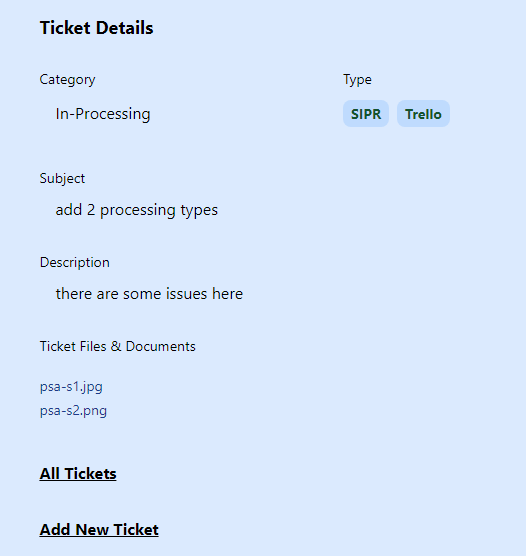 Ticket Details
Category Type
In-Processing SIPR Trello
Subject
add 2 processing types
Description
there are some issues here
Ticket Files & Documents
psa-s1.jpg
psa-s2.png
All Tickets
Add New Ticket